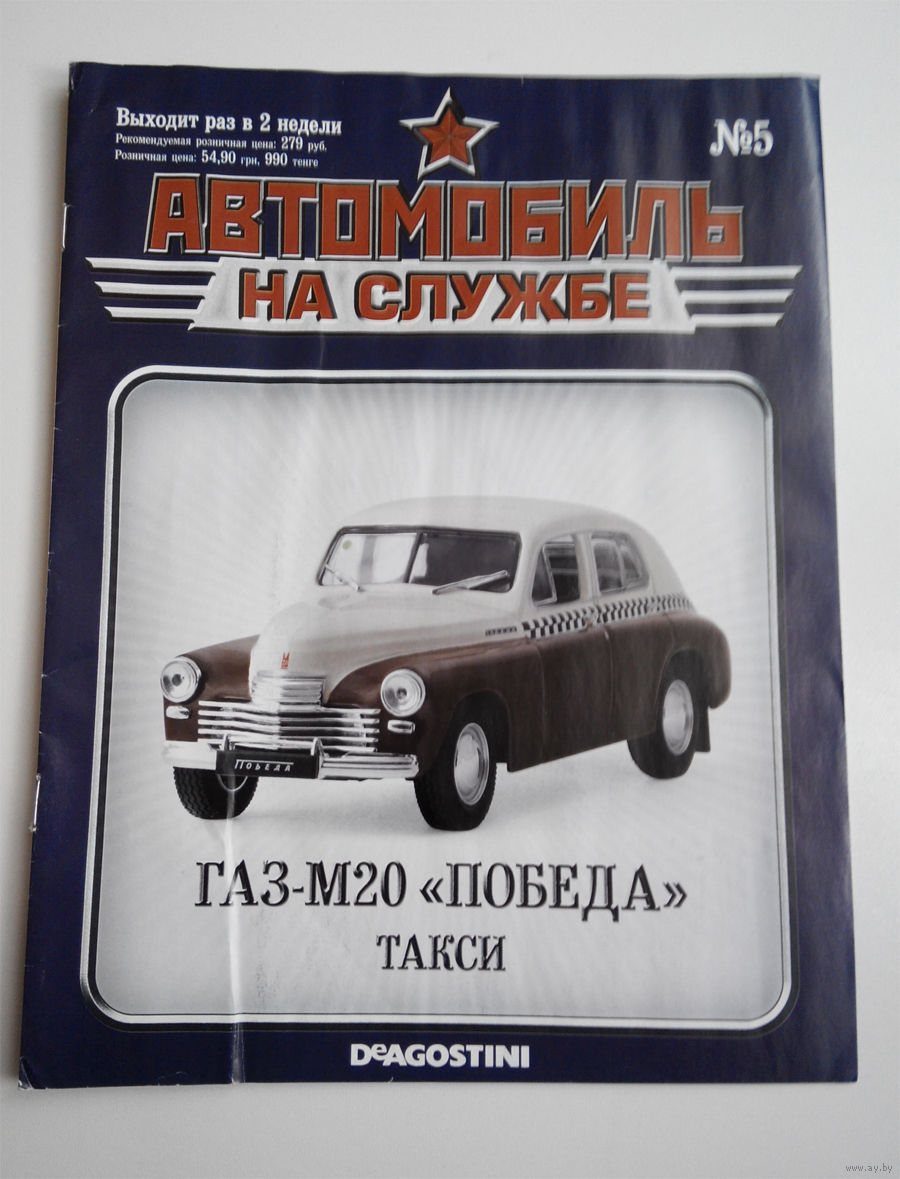 Выходит раз в 2 недели
Рекомендуемая розничная цена: 279 руб.
Розничная цена: 54,90 грн, 990 тенге
№5
АВТОМОБИЛЬ
НА СЛУЖБЕ
ПОБЕДА
ГАЗ-М20 «ПОБЕДА»
ТАКСИ
DeAGOSTINI
www.ay.by